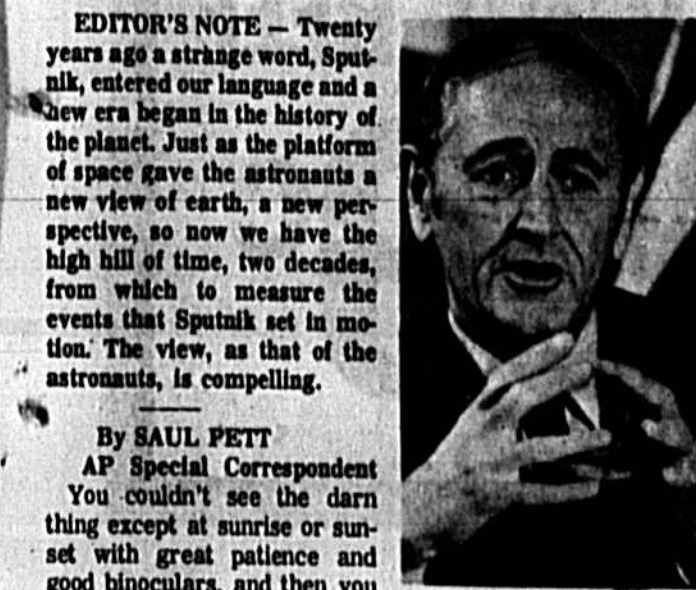 EDITOR'S NOTE — Twenty
years ago a strange word, Sput-
nik, entered our language and a
new era began in the history of
the planet. Just as the platform
of space gave the astronauts a
new view of earth, a new per-
spective, so now we have the
high hill of time, two decades,
from which to measure the
events that Sputnik set in mo-
tion. The view, as that of the
astronauts, is compelling.
By SAUL PETT
AP Special Correspondent
You couldn't see the darn
thing except at sunrise or sun-
set with great patience and
good binoculars, and then you